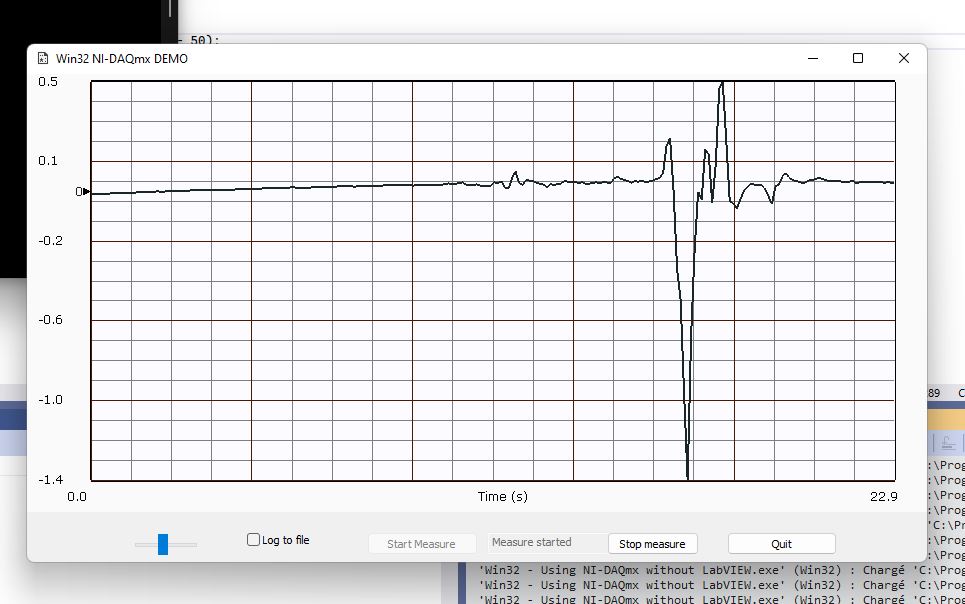 50):
Win32 NI-DAQmx DEMO
0.5
0.1
0
-0.2
-0.6
-1.0
-1.4
0.0 Time (s) 22.9
Log to file
Start Measure
Measure started
Stop measure
Quit
89
:\Prog
:\Prog
:\Prog
:\Prog
'C:\Prog
:\Prog
:\Prog
'Win32 - Using NI-DAQmx without LabVIEW.exe' (Win32) : Chargé 'C:\Prog
'Win32 - Using NI-DAQmx without LabVIEW.exe' (Win32) : Chargé 'C:\Prog
'Win32 - Using NI-DAQmx without LabVIEW.exe' (Win32) : Chargé 'C:\Prog